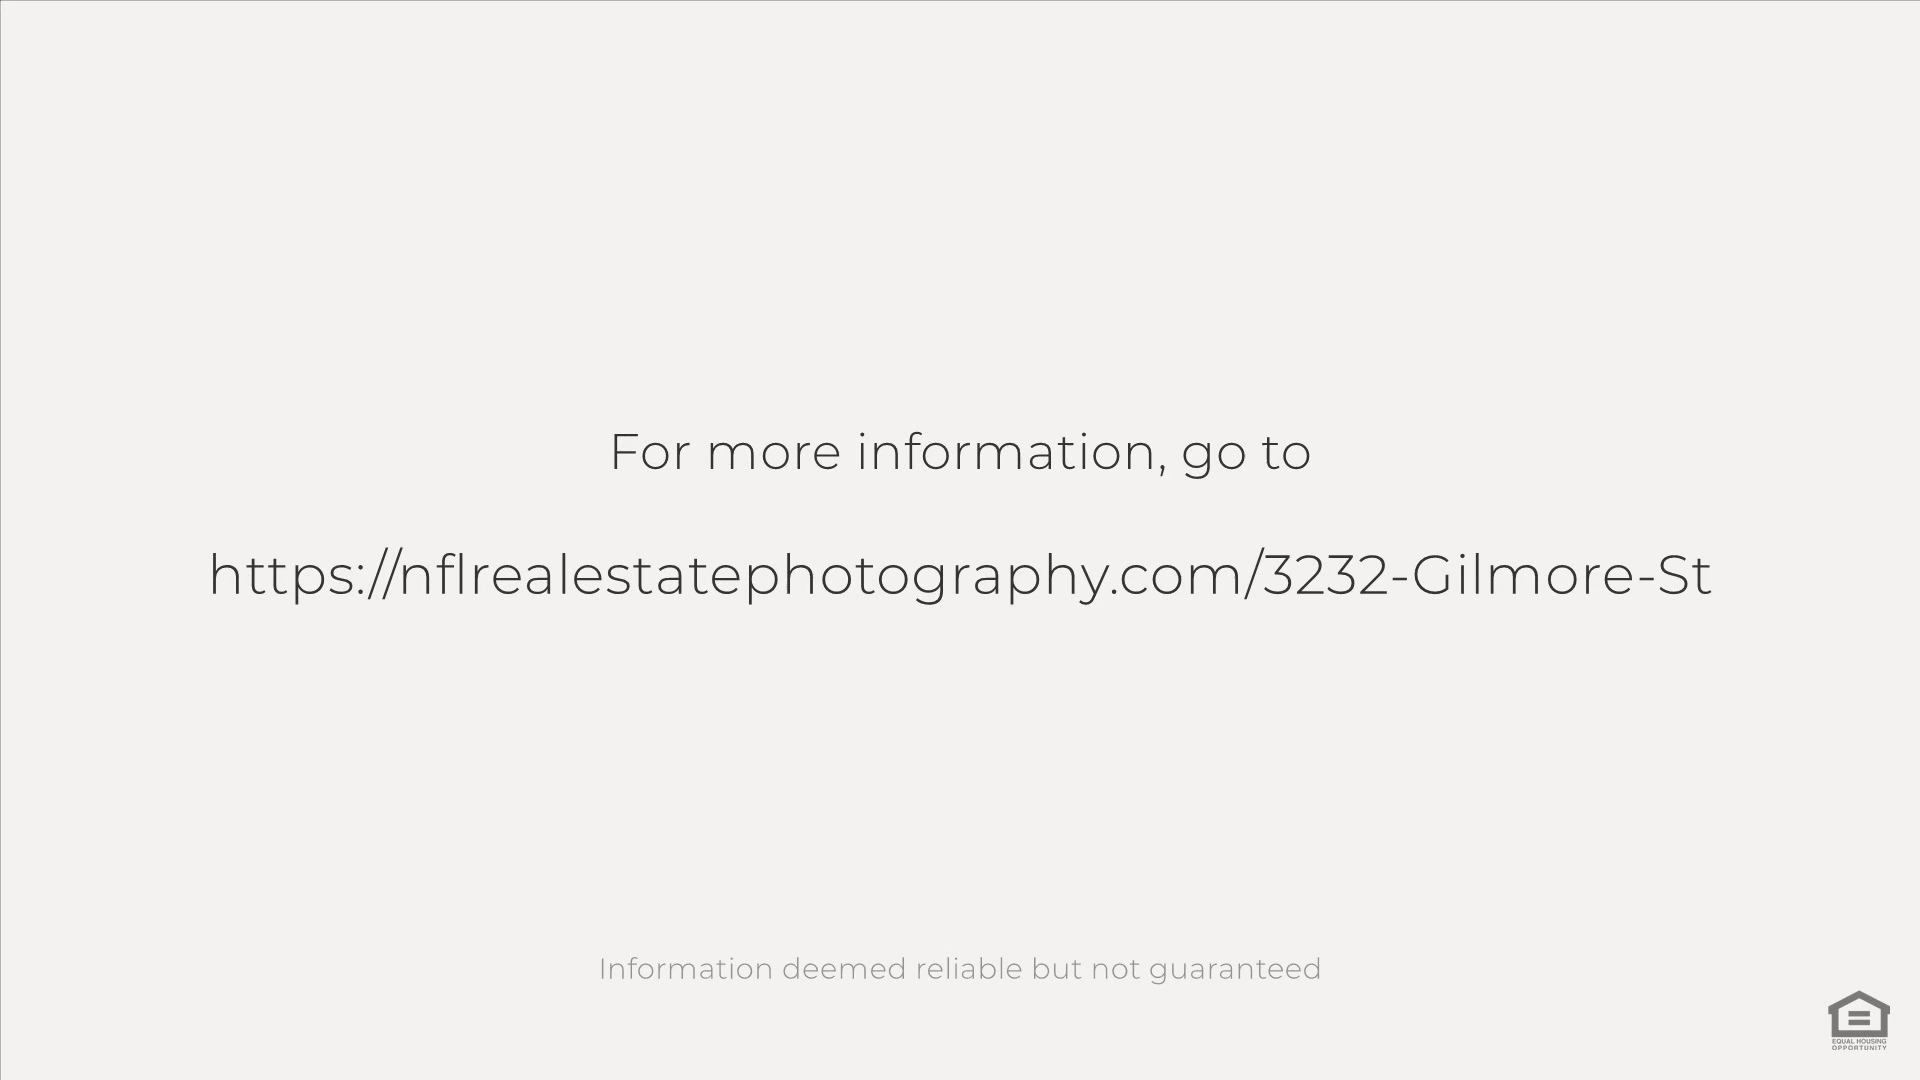 For more information, go to
https://nflrealestatephotography.com/3232-Gilmore-St
Information deemed reliable but not guaranteed
EQUAL HOUSING
OPPORTUNITY